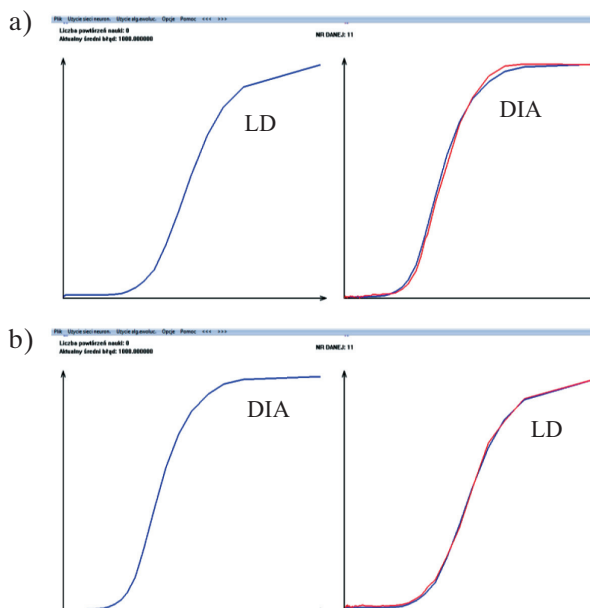 a)
Plik Użycie sieci neuron. Użycie alg.ewoluc. Opcje Pomoc +++ +++
Liczba powtórzeń nauki: 0
Aktualny średni błąd: 1000.000000
NR DANEJ: 11
LD
DIA
b)
Plik Użycie sieci neuron. Użycie alg.ewoluc. Opcje Pomoc +++ +++
Liczba powtórzeń nauki: 0
Aktualny średni błąd: 1000.000000
NR DANEJ: 11
DIA
LD